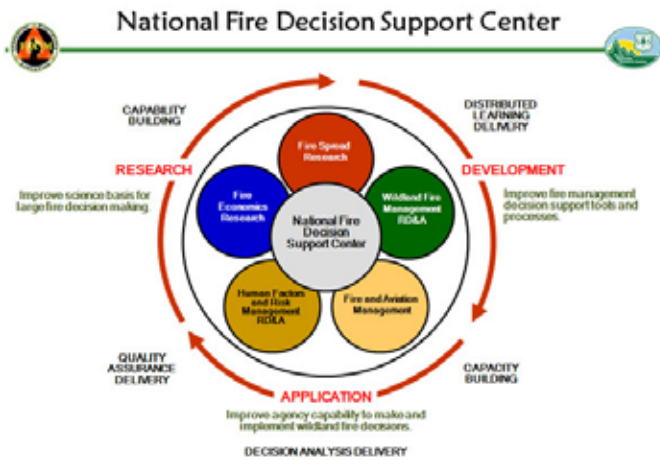 National Fire Decision Support Center
CAPABILITY
BUILDING
DISTRIBUTED
LEARNING
DELIVERY
RESEARCH
Improve science basis for
large fire decision making.
DEVELOPMENT
Improve fire management
decision support tools and
processes.
Fire Spread
Research
Fire
Economics
Research
Wildland Fire
Management
RD&A
National Fire
Decision
Support Center
Human Factors
and Risk
Management
RD&A
Fire and Aviation
Management
QUALITY
ASSURANCE
DELIVERY
CAPACITY
BUILDING
APPLICATION
Improve agency capability to make and
implement wildland fire decisions.
DECISION ANALYSIS DELIVERY